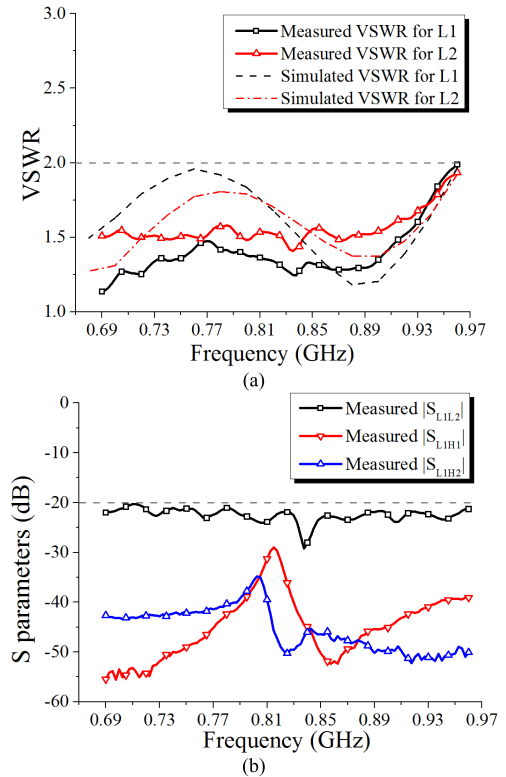 3.0
2.5
2.0
1.5
1.0
VSWR
Measured VSWR for L1
Measured VSWR for L2
Simulated VSWR for L1
Simulated VSWR for L2
0.69 0.73 0.77 0.81 0.85 0.89 0.93 0.97
Frequency (GHz)
(a)
0
-10
-20
-30
-40
-50
-60
S parameters (dB)
Measured |S_L1L2|
Measured |S_L1H1|
Measured |S_L1H2|
0.69 0.73 0.77 0.81 0.85 0.89 0.93 0.97
Frequency (GHz)
(b)